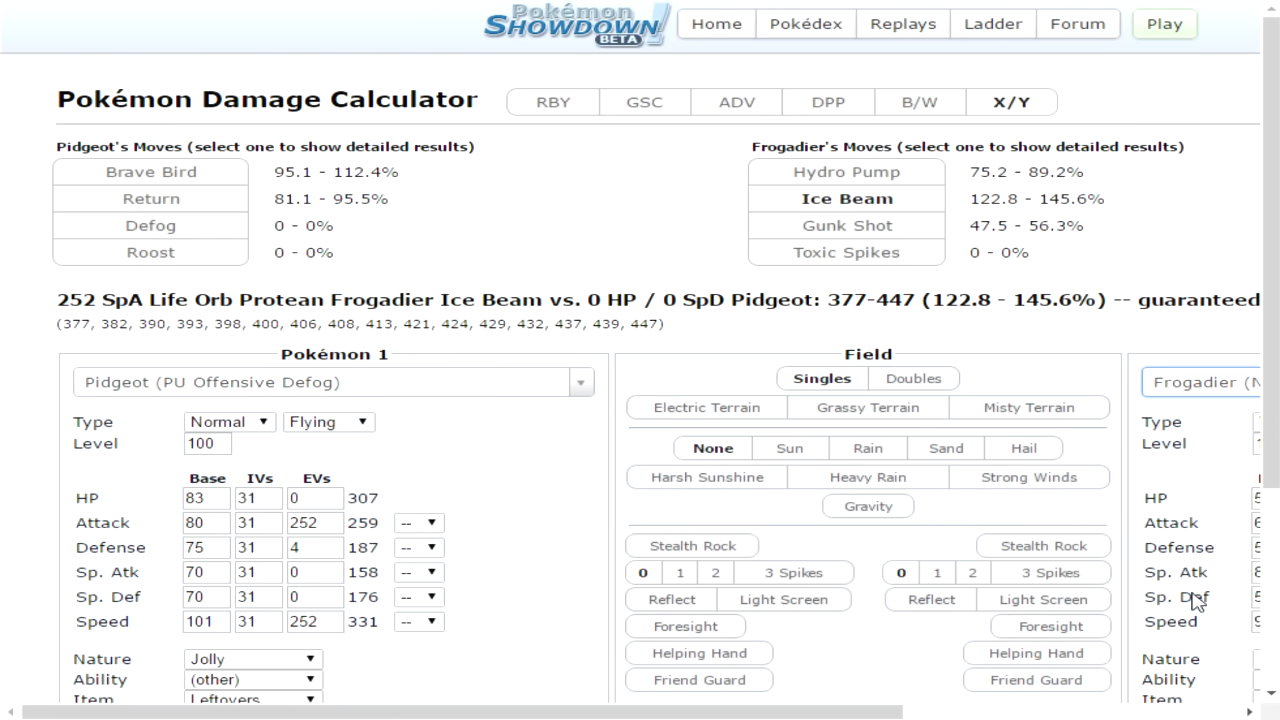 Pokémon
SHOWDOWN!
BETA
Home Pokédex Replays Ladder Forum Play
Pokémon Damage Calculator RBY GSC ADV DPP B/W X/Y
Pidgeot's Moves (select one to show detailed results) Frogadier's Moves (select one to show detailed results)
Brave Bird 95.1 - 112.4% Hydro Pump 75.2 - 89.2%
Return 81.1 - 95.5% Ice Beam 122.8 - 145.6%
Defog 0 - 0% Gunk Shot 47.5 - 56.3%
Roost 0 - 0% Toxic Spikes 0 - 0%
252 SpA Life Orb Protean Frogadier Ice Beam vs. 0 HP / 0 SpD Pidgeot: 377-447 (122.8 - 145.6%) -- guaranteed
(377, 382, 390, 393, 398, 400, 406, 408, 413, 421, 424, 429, 432, 437, 439, 447)
Pokémon 1
Pidgeot (PU Offensive Defog)
Type Normal Flying
Level 100
Base IVs EVs
HP 83 31 0 307
Attack 80 31 252 259 --
Defense 75 31 4 187 --
Sp. Atk 70 31 0 158 --
Sp. Def 70 31 0 176 --
Speed 101 31 252 331 --
Nature Jolly
Ability (other)
Item Leftovers
Field
Singles Doubles
Electric Terrain Grassy Terrain Misty Terrain
None Sun Rain Sand Hail
Harsh Sunshine Heavy Rain Strong Winds
Gravity
Stealth Rock Stealth Rock
0 1 2 3 Spikes 0 1 2 3 Spikes
Reflect Light Screen Reflect Light Screen
Foresight Foresight
Helping Hand Helping Hand
Friend Guard Friend Guard
Frogadier (N
Type
Level
HP
Attack
Defense
Sp. Atk
Sp. Def
Speed
Nature
Ability
Item